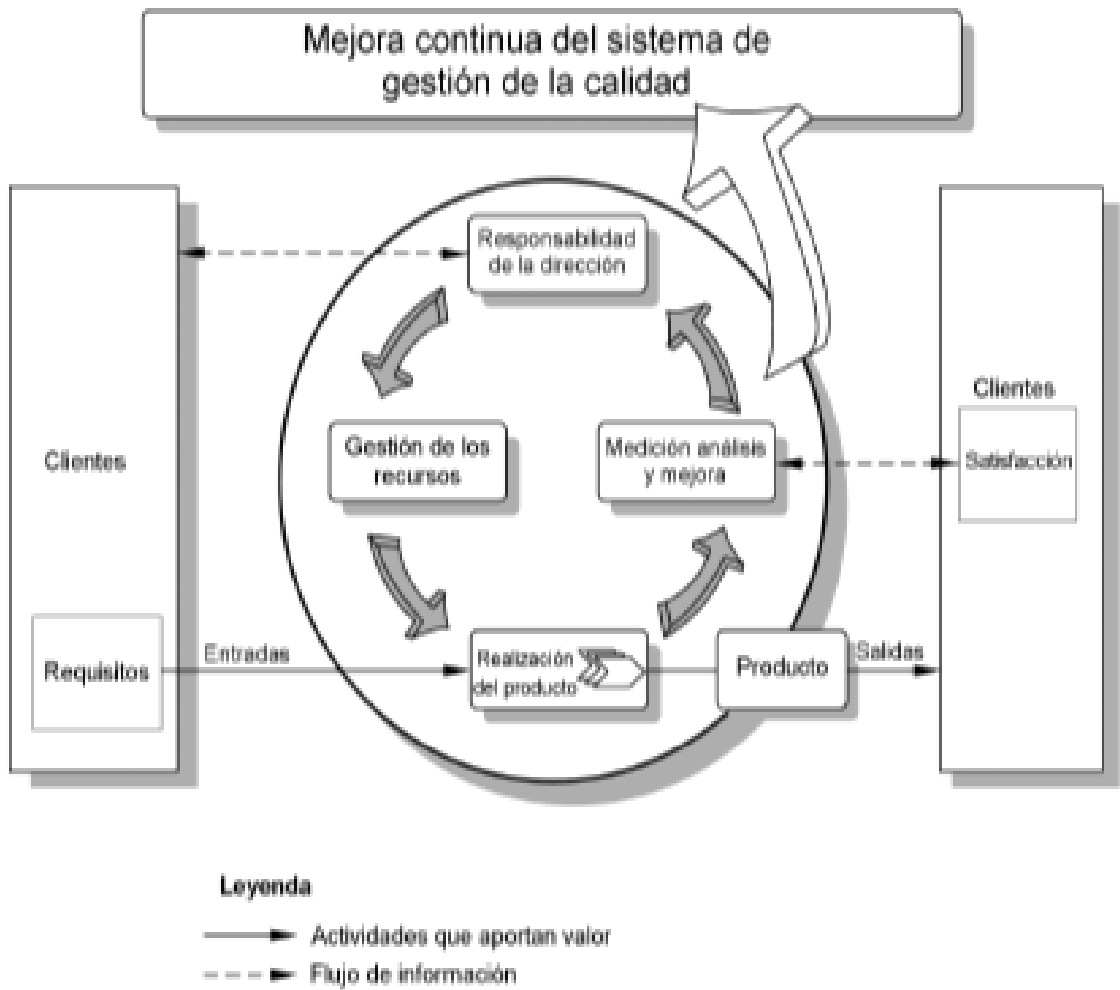 Mejora continua del sistema de
gestión de la calidad
Responsabilidad
de la dirección
Clientes
Gestión de los
recursos
Medición análisis
y mejora
Clientes
Satisfacción
Requisitos
Entradas
Realización
del producto
Producto
Salidas
Leyenda
Actividades que aportan valor
Flujo de información